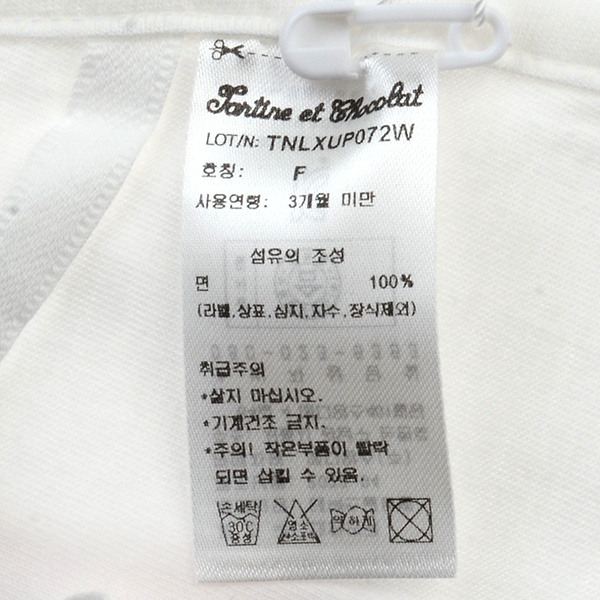 Tartine et Chocolat
LOT/N: TNLXUP072W
호칭: F
사용연령: 3개월 미만
섬유의 조성
면 100%
(라벨,상표,심지,자수,장식제외)
취급주의
*삶지 마십시오.
*기계건조 금지.
*주의! 작은부품이 탈락
되면 삼킬 수 있음.
손세탁
30℃
중성
염소
산소표백
약하게